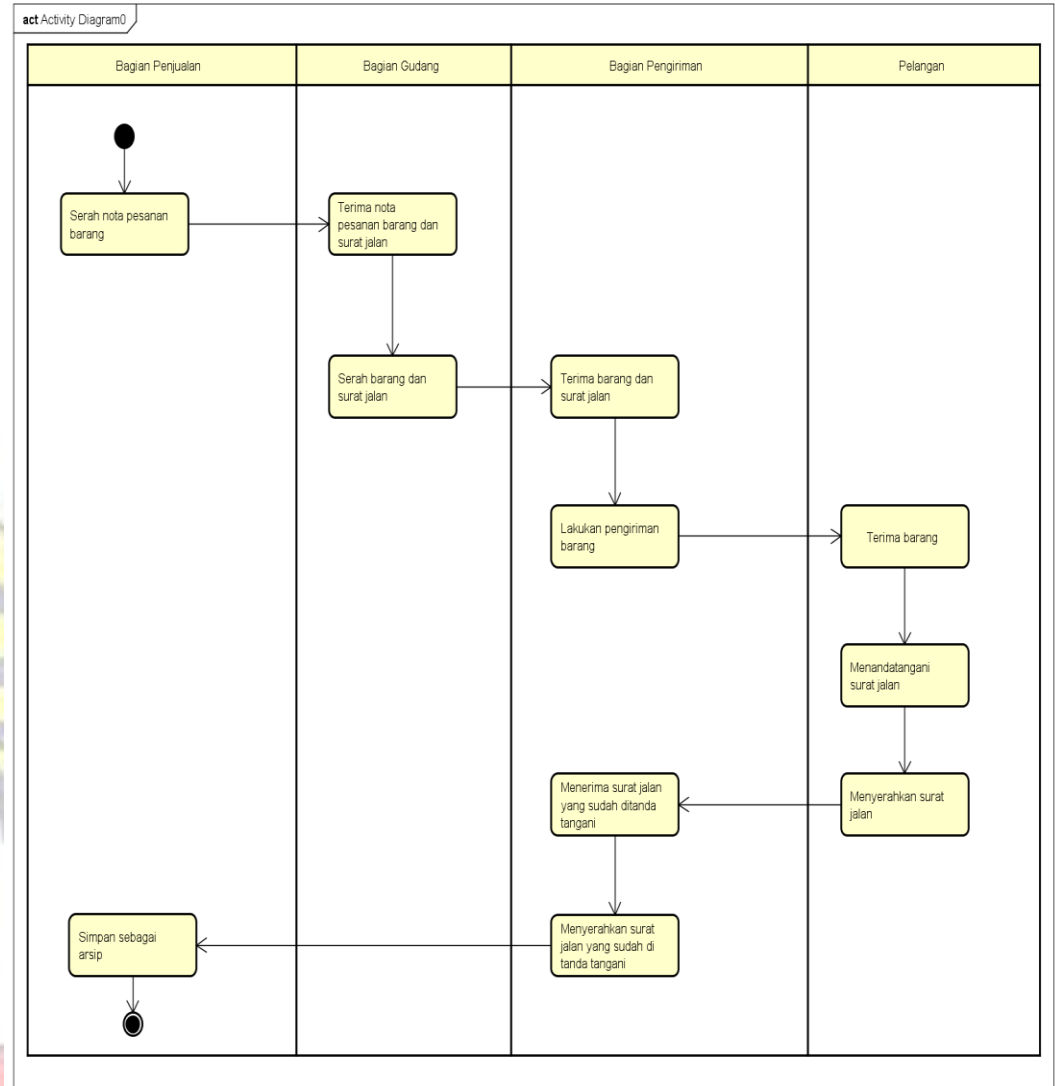 act Activity Diagram0
Bagian Penjualan
Bagian Gudang
Bagian Pengiriman
Pelangan
Serah nota pesanan
barang
Terima nota
pesanan barang dan
surat jalan
Serah barang dan
surat jalan
Terima barang dan
surat jalan
Lakukan pengiriman
barang
Terima barang
Menandatangani
surat jalan
Menyerahkan surat
jalan
Menerima surat jalan
yang sudah ditanda
tangani
Menyerahkan surat
jalan yang sudah di
tanda tangani
Simpan sebagai
arsip